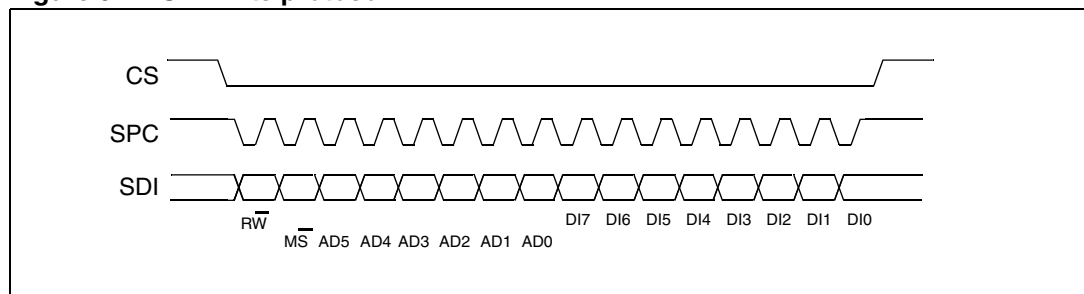 CS
SPC
SDI
RW DI7 DI6 DI5 DI4 DI3 DI2 DI1 DI0
MS AD5 AD4 AD3 AD2 AD1 AD0